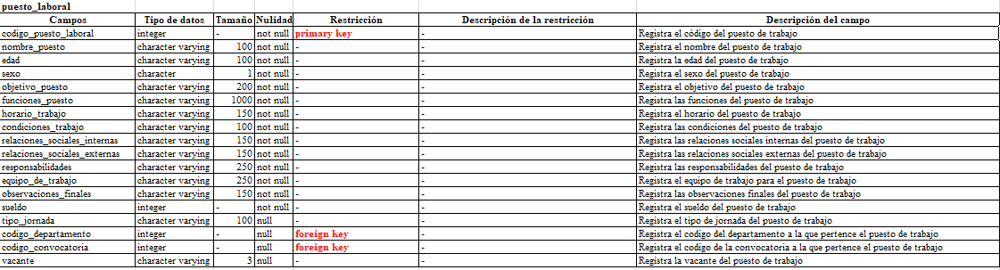 puesto_laboral
Campos Tipo de datos Tamaño Nulidad Restricción Descripción de la restricción Descripción del campo
codigo_puesto_laboral integer - not null primary key - Registra el código del puesto de trabajo
nombre_puesto character varying 100 not null - - Registra el nombre del puesto de trabajo
edad character varying 100 not null - - Registra la edad del puesto de trabajo
sexo character 1 not null - - Registra el sexo del puesto de trabajo
objetivo_puesto character varying 200 not null - - Registra el objetivo del puesto de trabajo
funciones_puesto character varying 1000 not null - - Registra las funciones del puesto de trabajo
horario_trabajo character varying 150 not null - - Registra el horario del puesto de trabajo
condiciones_trabajo character varying 100 not null - - Registra las condiciones del puesto de trabajo
relaciones_sociales_internas character varying 150 not null - - Registra las relaciones sociales internas del puesto de trabajo
relaciones_sociales_externas character varying 150 not null - - Registra las relaciones sociales externas del puesto de trabajo
responsabilidades character varying 250 not null - - Registra las responsabilidades del puesto de trabajo
equipo_de_trabajo character varying 250 not null - - Registra el equipo de trabajo para el puesto de trabajo
observaciones_finales character varying 150 not null - - Registra las observaciones finales del puesto de trabajo
sueldo integer - not null - - Registra el sueldo del puesto de trabajo
tipo_jornada character varying 100 null - - Registra el tipo de jornada del puesto de trabajo
codigo_departamento integer - null foreign key - Registra el codigo del departamento a la que pertence el puesto de trabajo
codigo_convocatoria integer - null foreign key - Registra el codigo de la convocatoria a la que pertence el puesto de trabajo
vacante character varying 3 null - - Registra la vacante del puesto de trabajo